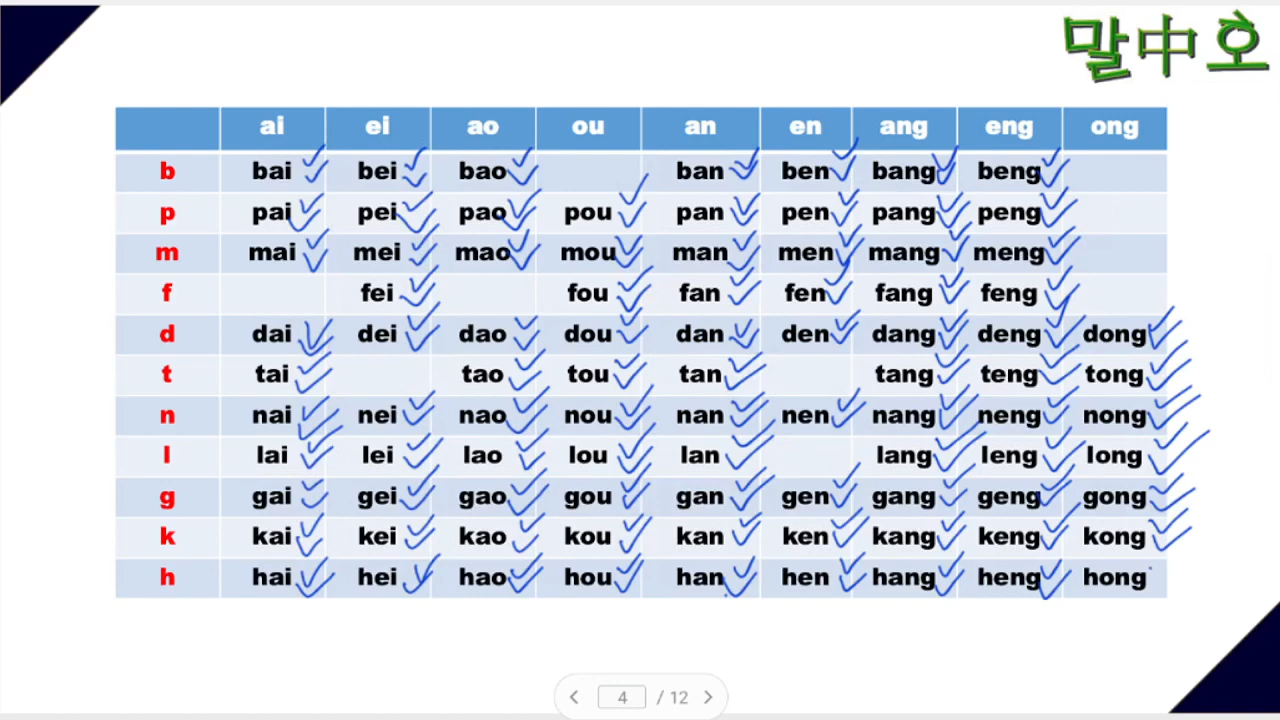 말中호
ai ei ao ou an en ang eng ong
b bai bei bao ban ben bang beng
p pai pei pao pou pan pen pang peng
m mai mei mao mou man men mang meng
f fei fou fan fen fang feng
d dai dei dao dou dan den dang deng dong
t tai tao tou tan tang teng tong
n nai nei nao nou nan nen nang neng nong
l lai lei lao lou lan lang leng long
g gai gei gao gou gan gen gang geng gong
k kai kei kao kou kan ken kang keng kong
h hai hei hao hou han hen hang heng hong
4 / 12